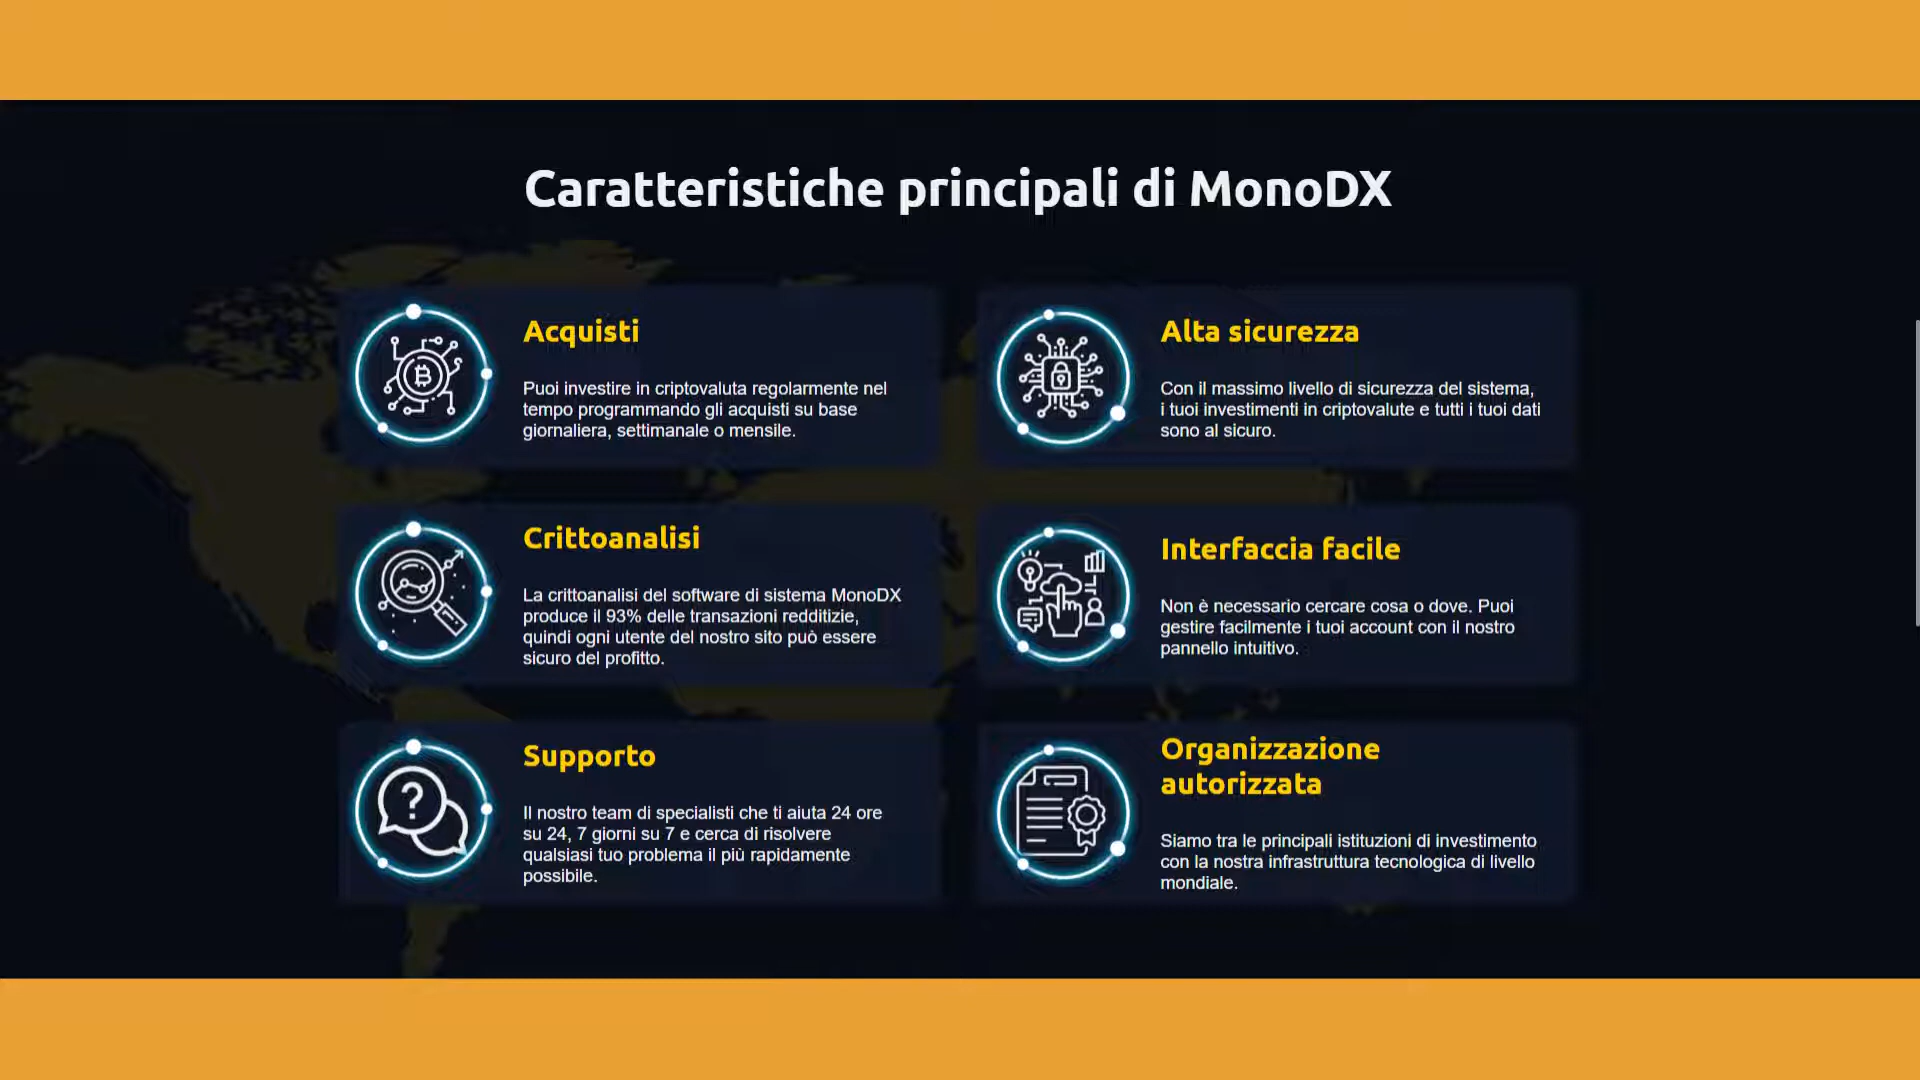 Caratteristiche principali di MonoDX
Acquisti
Puoi investire in criptovaluta regolarmente nel
tempo programmando gli acquisti su base
giornaliera, settimanale o mensile.
Alta sicurezza
Con il massimo livello di sicurezza del sistema,
i tuoi investimenti in criptovalute e tutti i tuoi dati
sono al sicuro.
Crittoanalisi
La crittoanalisi del software di sistema MonoDX
produce il 93% delle transazioni redditizie,
quindi ogni utente del nostro sito può essere
sicuro del profitto.
Interfaccia facile
Non è necessario cercare cosa o dove. Puoi
gestire facilmente i tuoi account con il nostro
pannello intuitivo.
Supporto
Il nostro team di specialisti che ti aiuta 24 ore
su 24, 7 giorni su 7 e cerca di risolvere
qualsiasi tuo problema il più rapidamente
possibile.
Organizzazione
autorizzata
Siamo tra le principali istituzioni di investimento
con la nostra infrastruttura tecnologica di livello
mondiale.